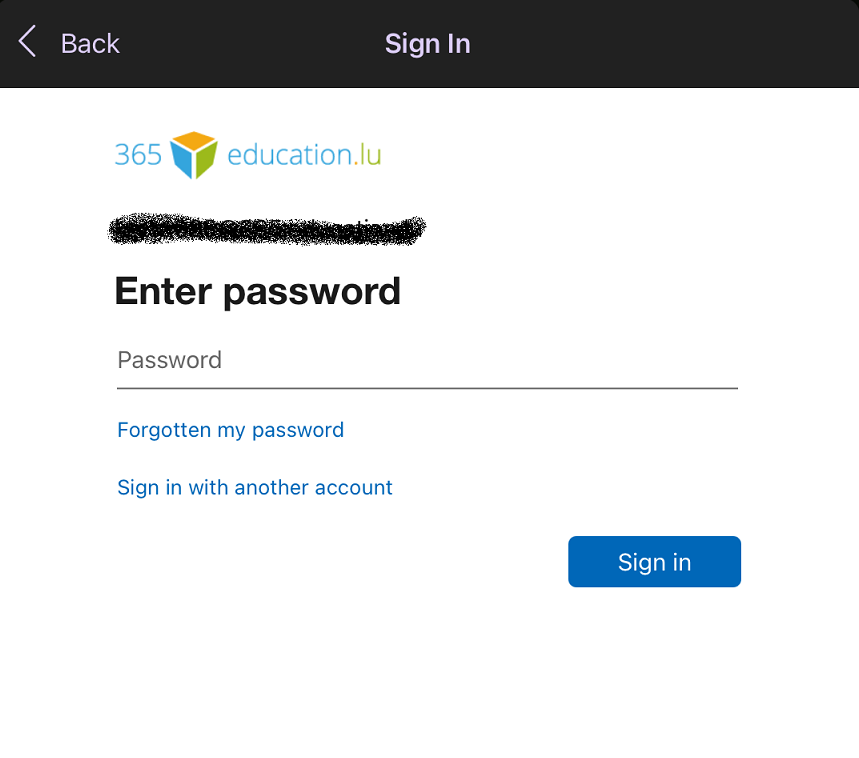 Back
Sign In
365 education.lu
Enter password
Password
Forgotten my password
Sign in with another account
Sign in